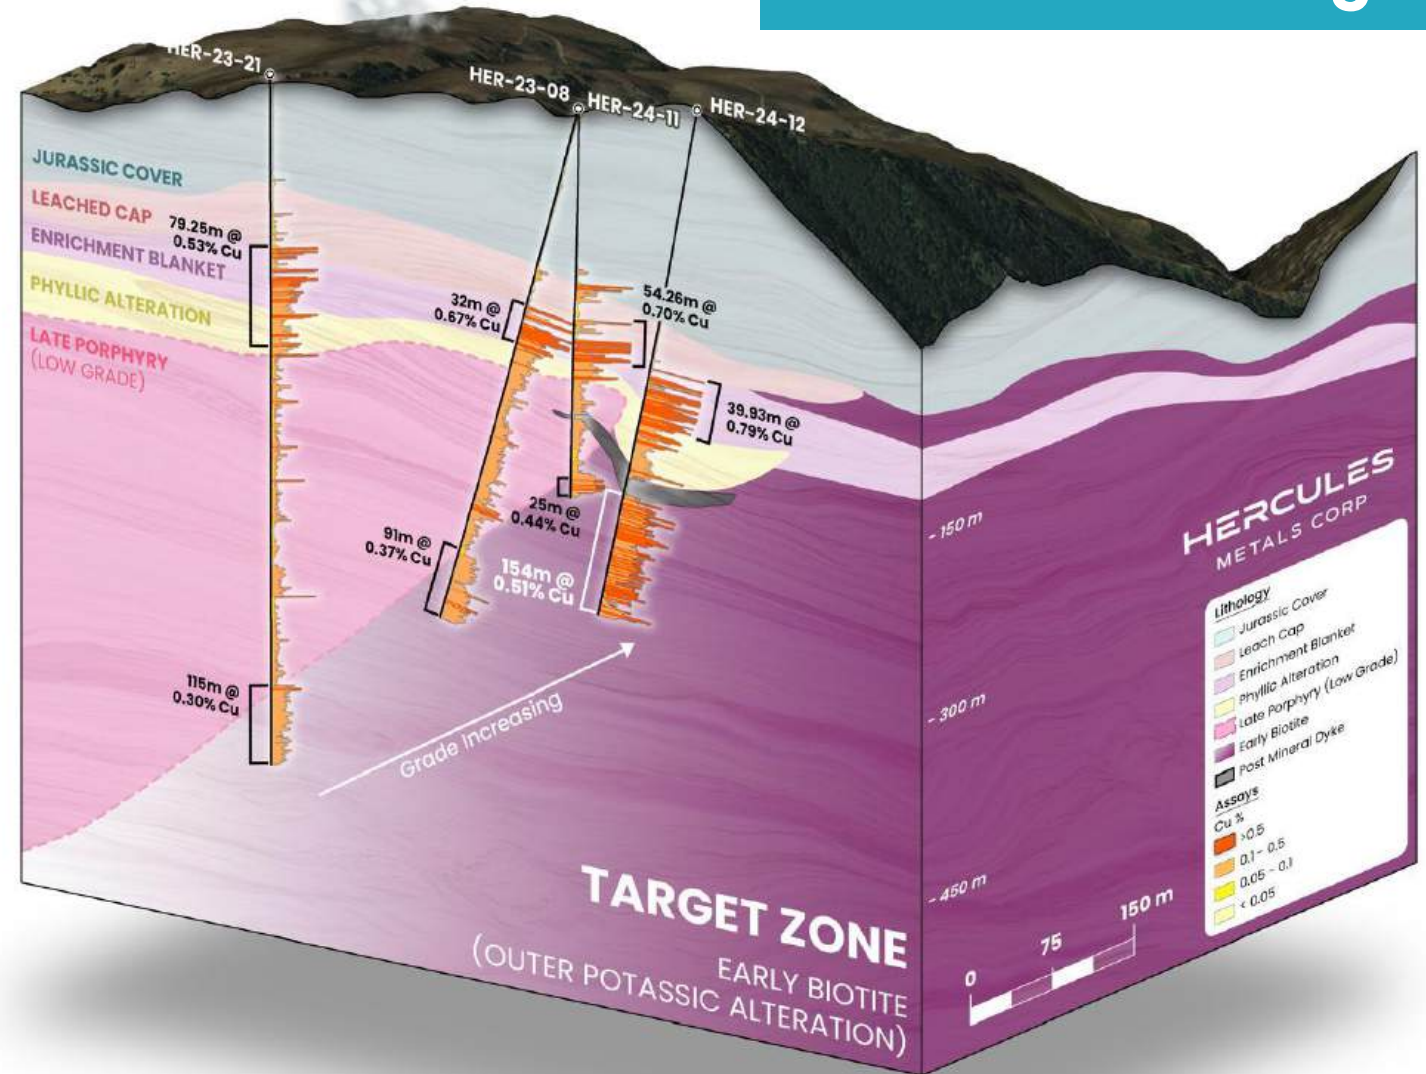 HER-23-21
HER-23-08
HER-24-11
HER-24-12
JURASSIC COVER
LEACHED CAP
ENRICHMENT BLANKET
PHYLLIC ALTERATION
LATE PORPHYRY
(LOW GRADE)
79.25m @
0.53% Cu
32m @
0.67% Cu
54.26m @
0.70% Cu
39.93m @
0.79% Cu
25m @
0.44% Cu
91m @
0.37% Cu
154m @
0.51% Cu
115m @
0.30% Cu
Grade Increasing
TARGET ZONE
EARLY BIOTITE
(OUTER POTASSIC ALTERATION)
- 150 m
- 300 m
- 450 m
HERCULES
METALS CORP
Lithology
Jurassic Cover
Leach Cap
Enrichment Blanket
Phyllic Alteration
Late Porphyry (Low Grade)
Early Biotite
Post Mineral Dyke
Assays
Cu %
>0.5
0.1 - 0.5
0.05 - 0.1
< 0.05
0
75
150 m